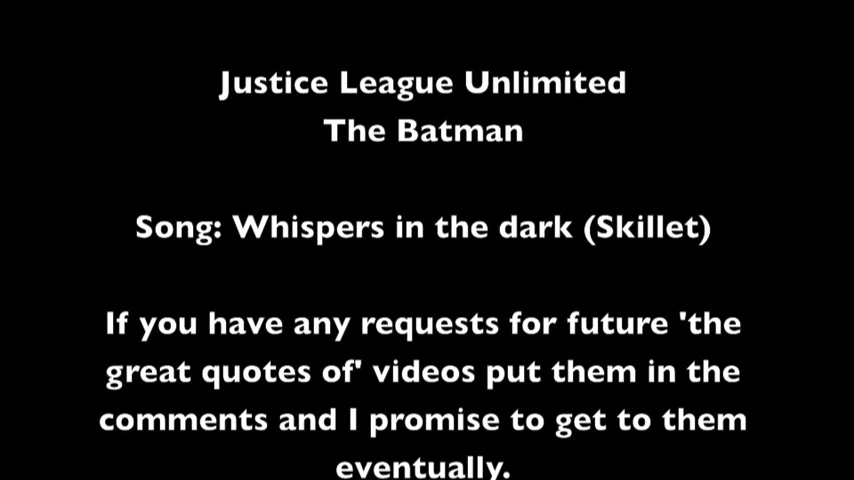 Justice League Unlimited
The Batman
Song: Whispers in the dark (Skillet)
If you have any requests for future 'the
great quotes of' videos put them in the
comments and I promise to get to them
eventually.